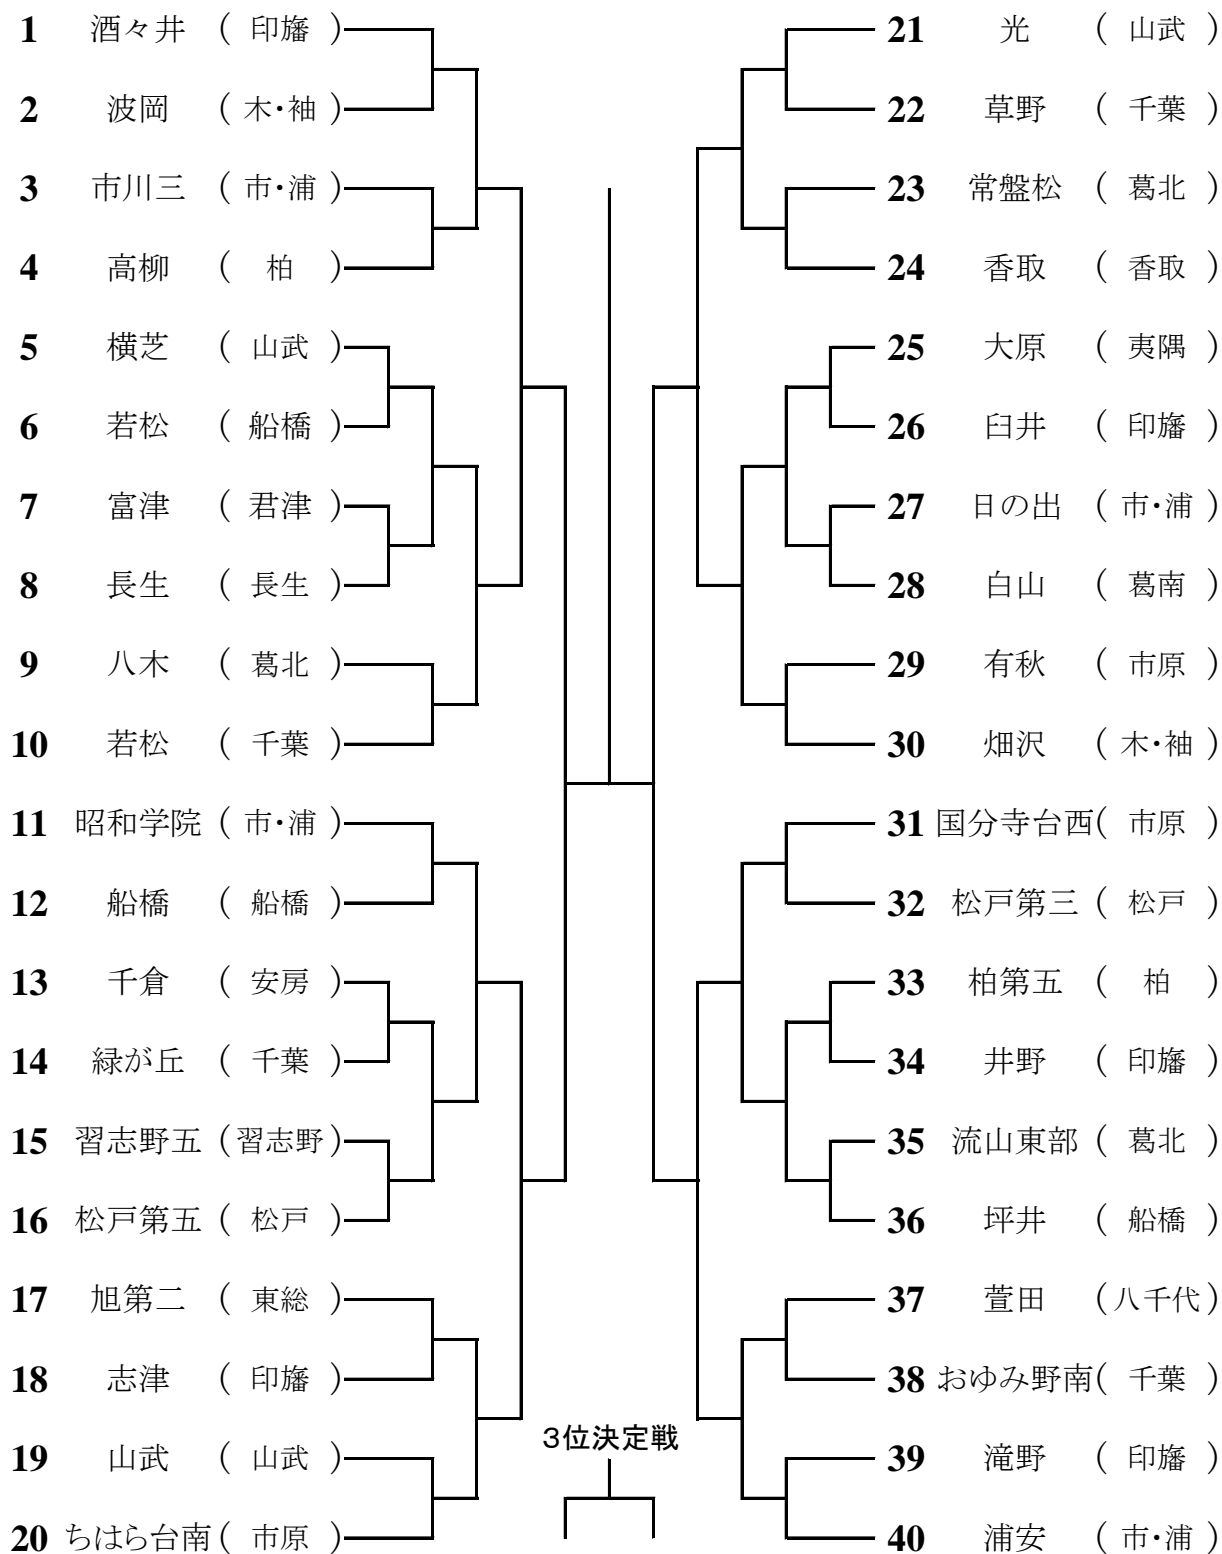 1 酒々井 ( 印旛 )
2 波岡 ( 木・袖 )
3 市川三 ( 市・浦 )
4 高柳 ( 柏 )
5 横芝 ( 山武 )
6 若松 ( 船橋 )
7 富津 ( 君津 )
8 長生 ( 長生 )
9 八木 ( 葛北 )
10 若松 ( 千葉 )
11 昭和学院 ( 市・浦 )
12 船橋 ( 船橋 )
13 千倉 ( 安房 )
14 緑が丘 ( 千葉 )
15 習志野五 ( 習志野 )
16 松戸第五 ( 松戸 )
17 旭第二 ( 東総 )
18 志津 ( 印旛 )
19 山武 ( 山武 )
20 ちはら台南 ( 市原 )
3位決定戦
21 光 ( 山武 )
22 草野 ( 千葉 )
23 常盤松 ( 葛北 )
24 香取 ( 香取 )
25 大原 ( 夷隅 )
26 臼井 ( 印旛 )
27 日の出 ( 市・浦 )
28 白山 ( 葛南 )
29 有秋 ( 市原 )
30 畑沢 ( 木・袖 )
31 国分寺台西 ( 市原 )
32 松戸第三 ( 松戸 )
33 柏第五 ( 柏 )
34 井野 ( 印旛 )
35 流山東部 ( 葛北 )
36 坪井 ( 船橋 )
37 萱田 ( 八千代 )
38 おゆみ野南 ( 千葉 )
39 滝野 ( 印旛 )
40 浦安 ( 市・浦 )